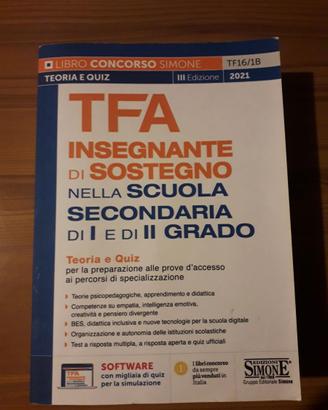 LIBRO CONCORSO SIMONE TF16/1B
TEORIA E QUIZ III Edizione 2021
TFA
INSEGNANTE
DI SOSTEGNO
NELLA SCUOLA
SECONDARIA
DI I E DI II GRADO
Teoria e Quiz
per la preparazione alle prove d'accesso
ai percorsi di specializzazione
• Teorie psicopedagogiche, apprendimento e didattica
• Competenze su empatia, intelligenza emotiva,
creatività e pensiero divergente
• BES, didattica inclusiva e nuove tecnologie per la scuola digitale
• Organizzazione e autonomia delle istituzioni scolastiche
• Test a risposta multipla, a risposta aperta e quiz ufficiali
TFA
SOFTWARE
con migliaia di quiz
per la simulazione
1
I libri concorso
da sempre
più venduti in
Italia
EDIZIONI
SIMONE
Gruppo Editoriale Simone